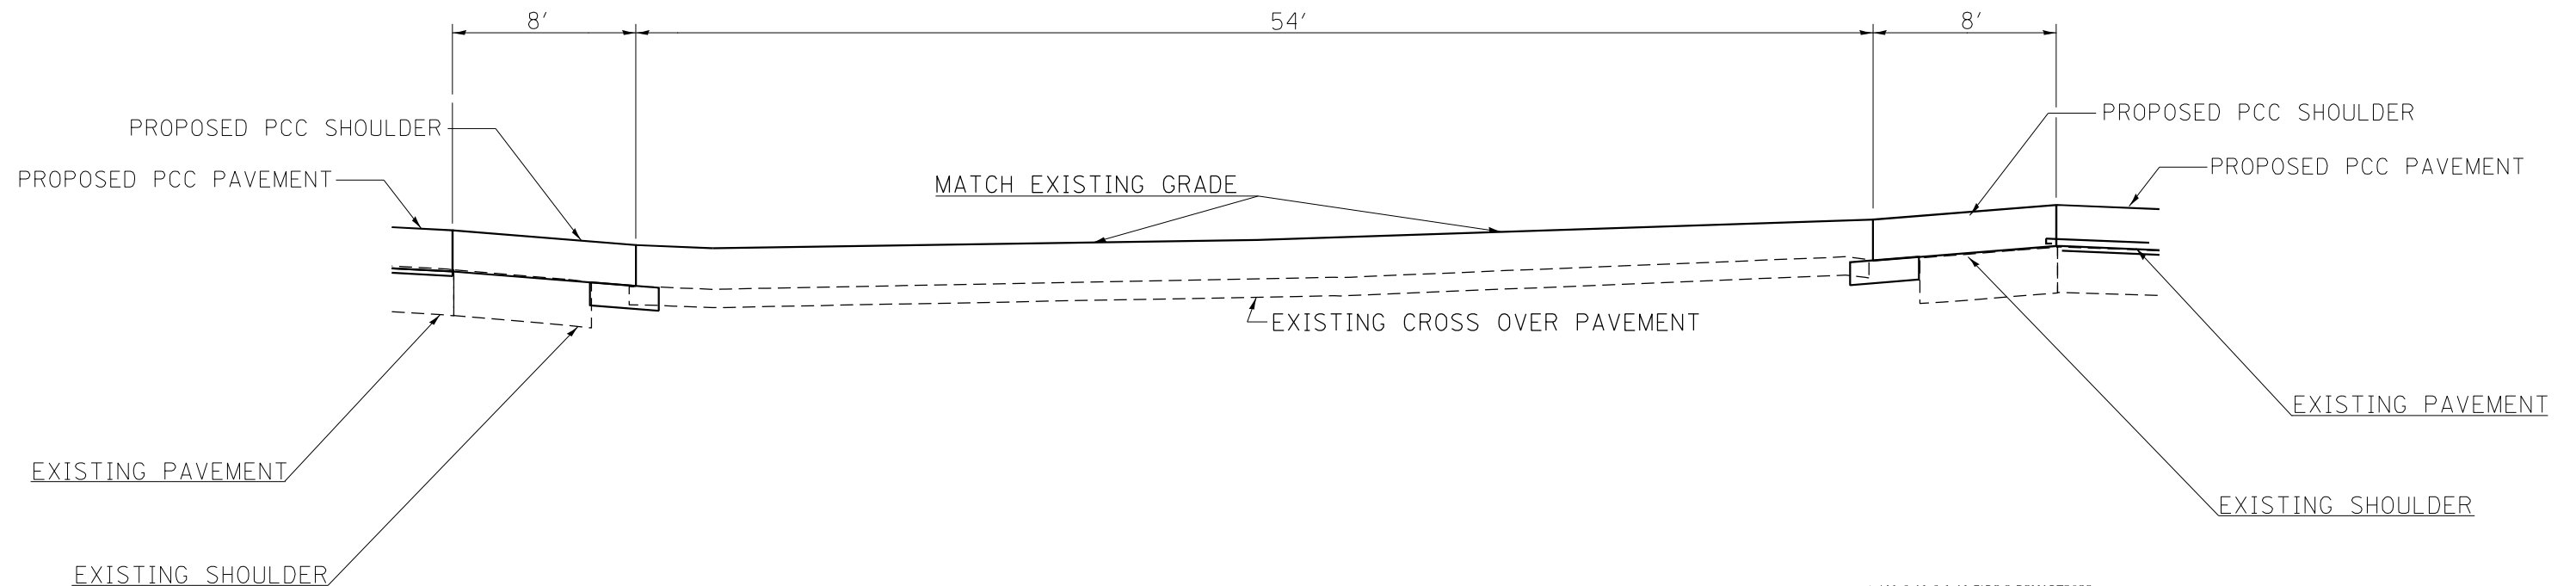 8'
54'
8'
PROPOSED PCC SHOULDER
PROPOSED PCC SHOULDER
PROPOSED PCC PAVEMENT
PROPOSED PCC PAVEMENT
MATCH EXISTING GRADE
EXISTING CROSS OVER PAVEMENT
EXISTING PAVEMENT
EXISTING PAVEMENT
EXISTING SHOULDER
EXISTING SHOULDER